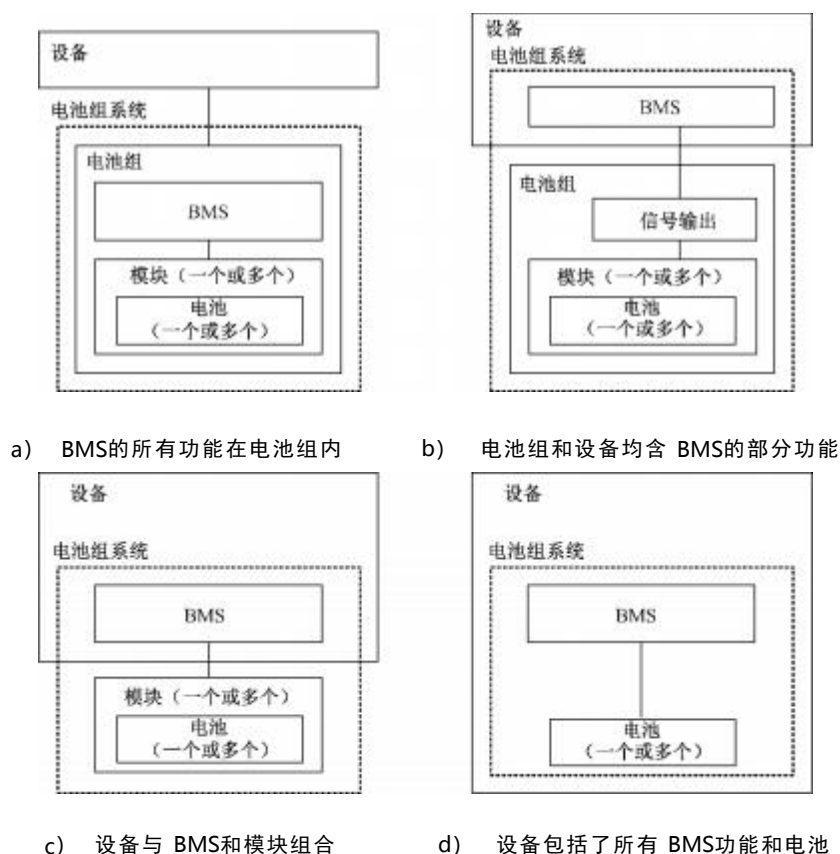 设备
电池组系统
电池组
BMS
模块（一个或多个）
电池
（一个或多个）
设备
电池组系统
BMS
电池组
信号输出
模块（一个或多个）
电池
（一个或多个）
a) BMS的所有功能在电池组内
b) 电池组和设备均含 BMS的部分功能
设备
电池组系统
BMS
模块（一个或多个）
电池
（一个或多个）
设备
电池组系统
BMS
电池
（一个或多个）
c) 设备与 BMS和模块组合
d) 设备包括了所有 BMS功能和电池